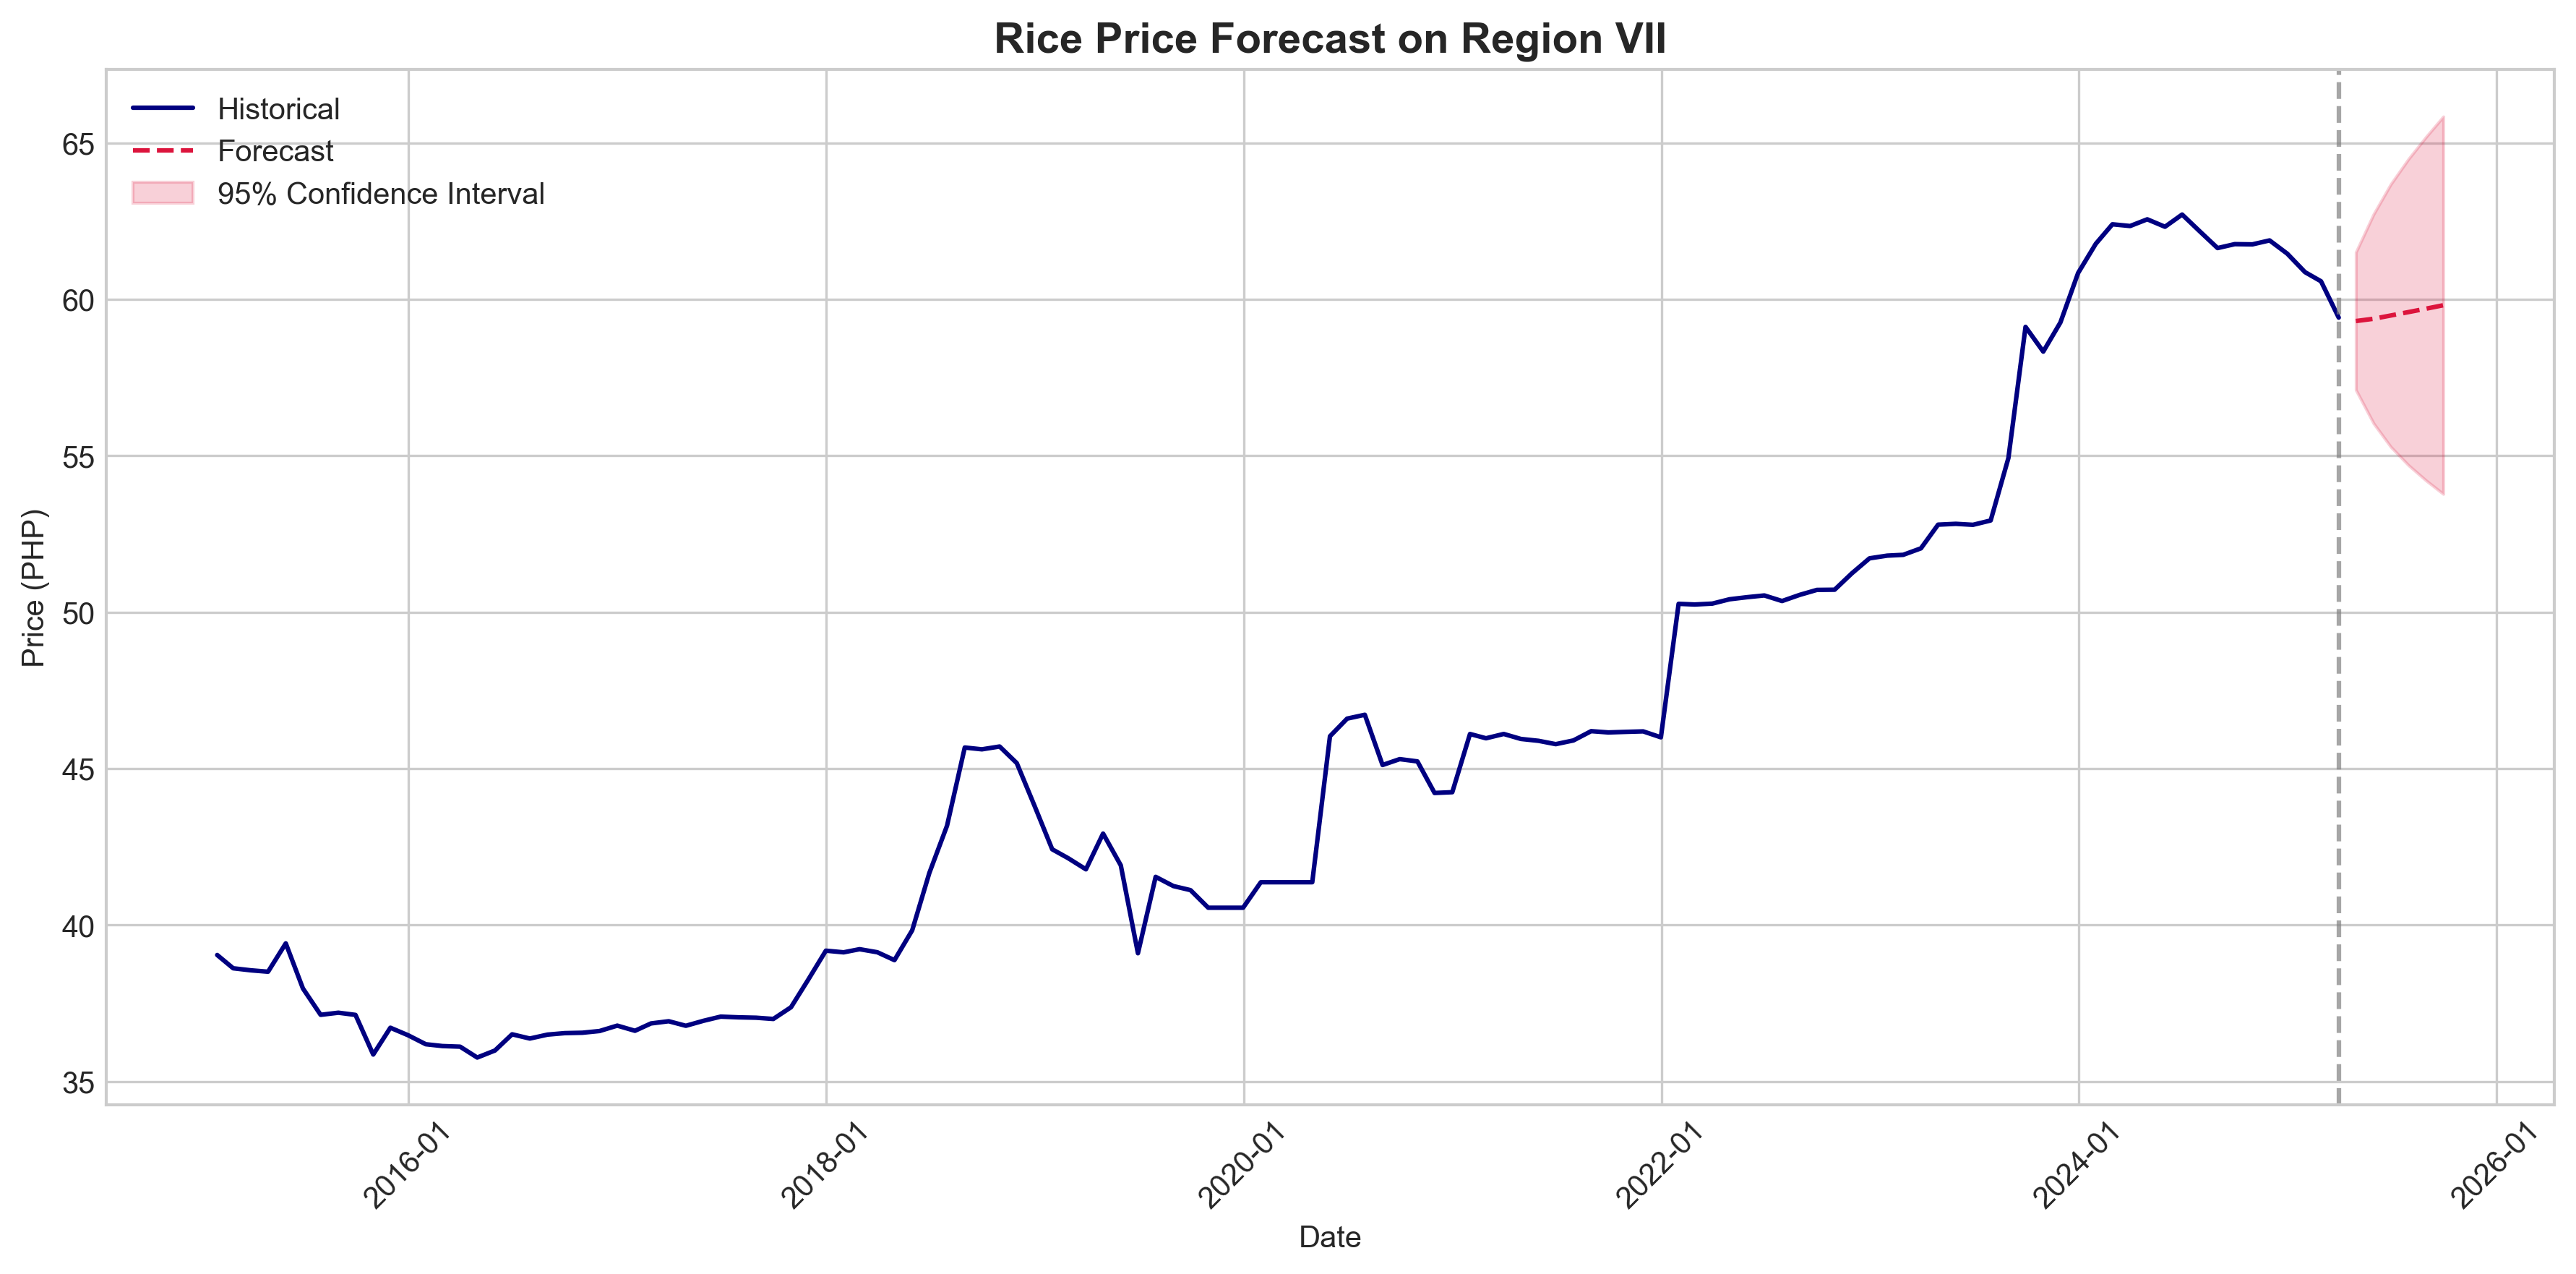 Rice Price Forecast on Region VII
Historical
Forecast
95% Confidence Interval
65
60
55
50
45
40
35
Price (PHP)
2016-01
2018-01
2020-01
2022-01
2024-01
2026-01
Date